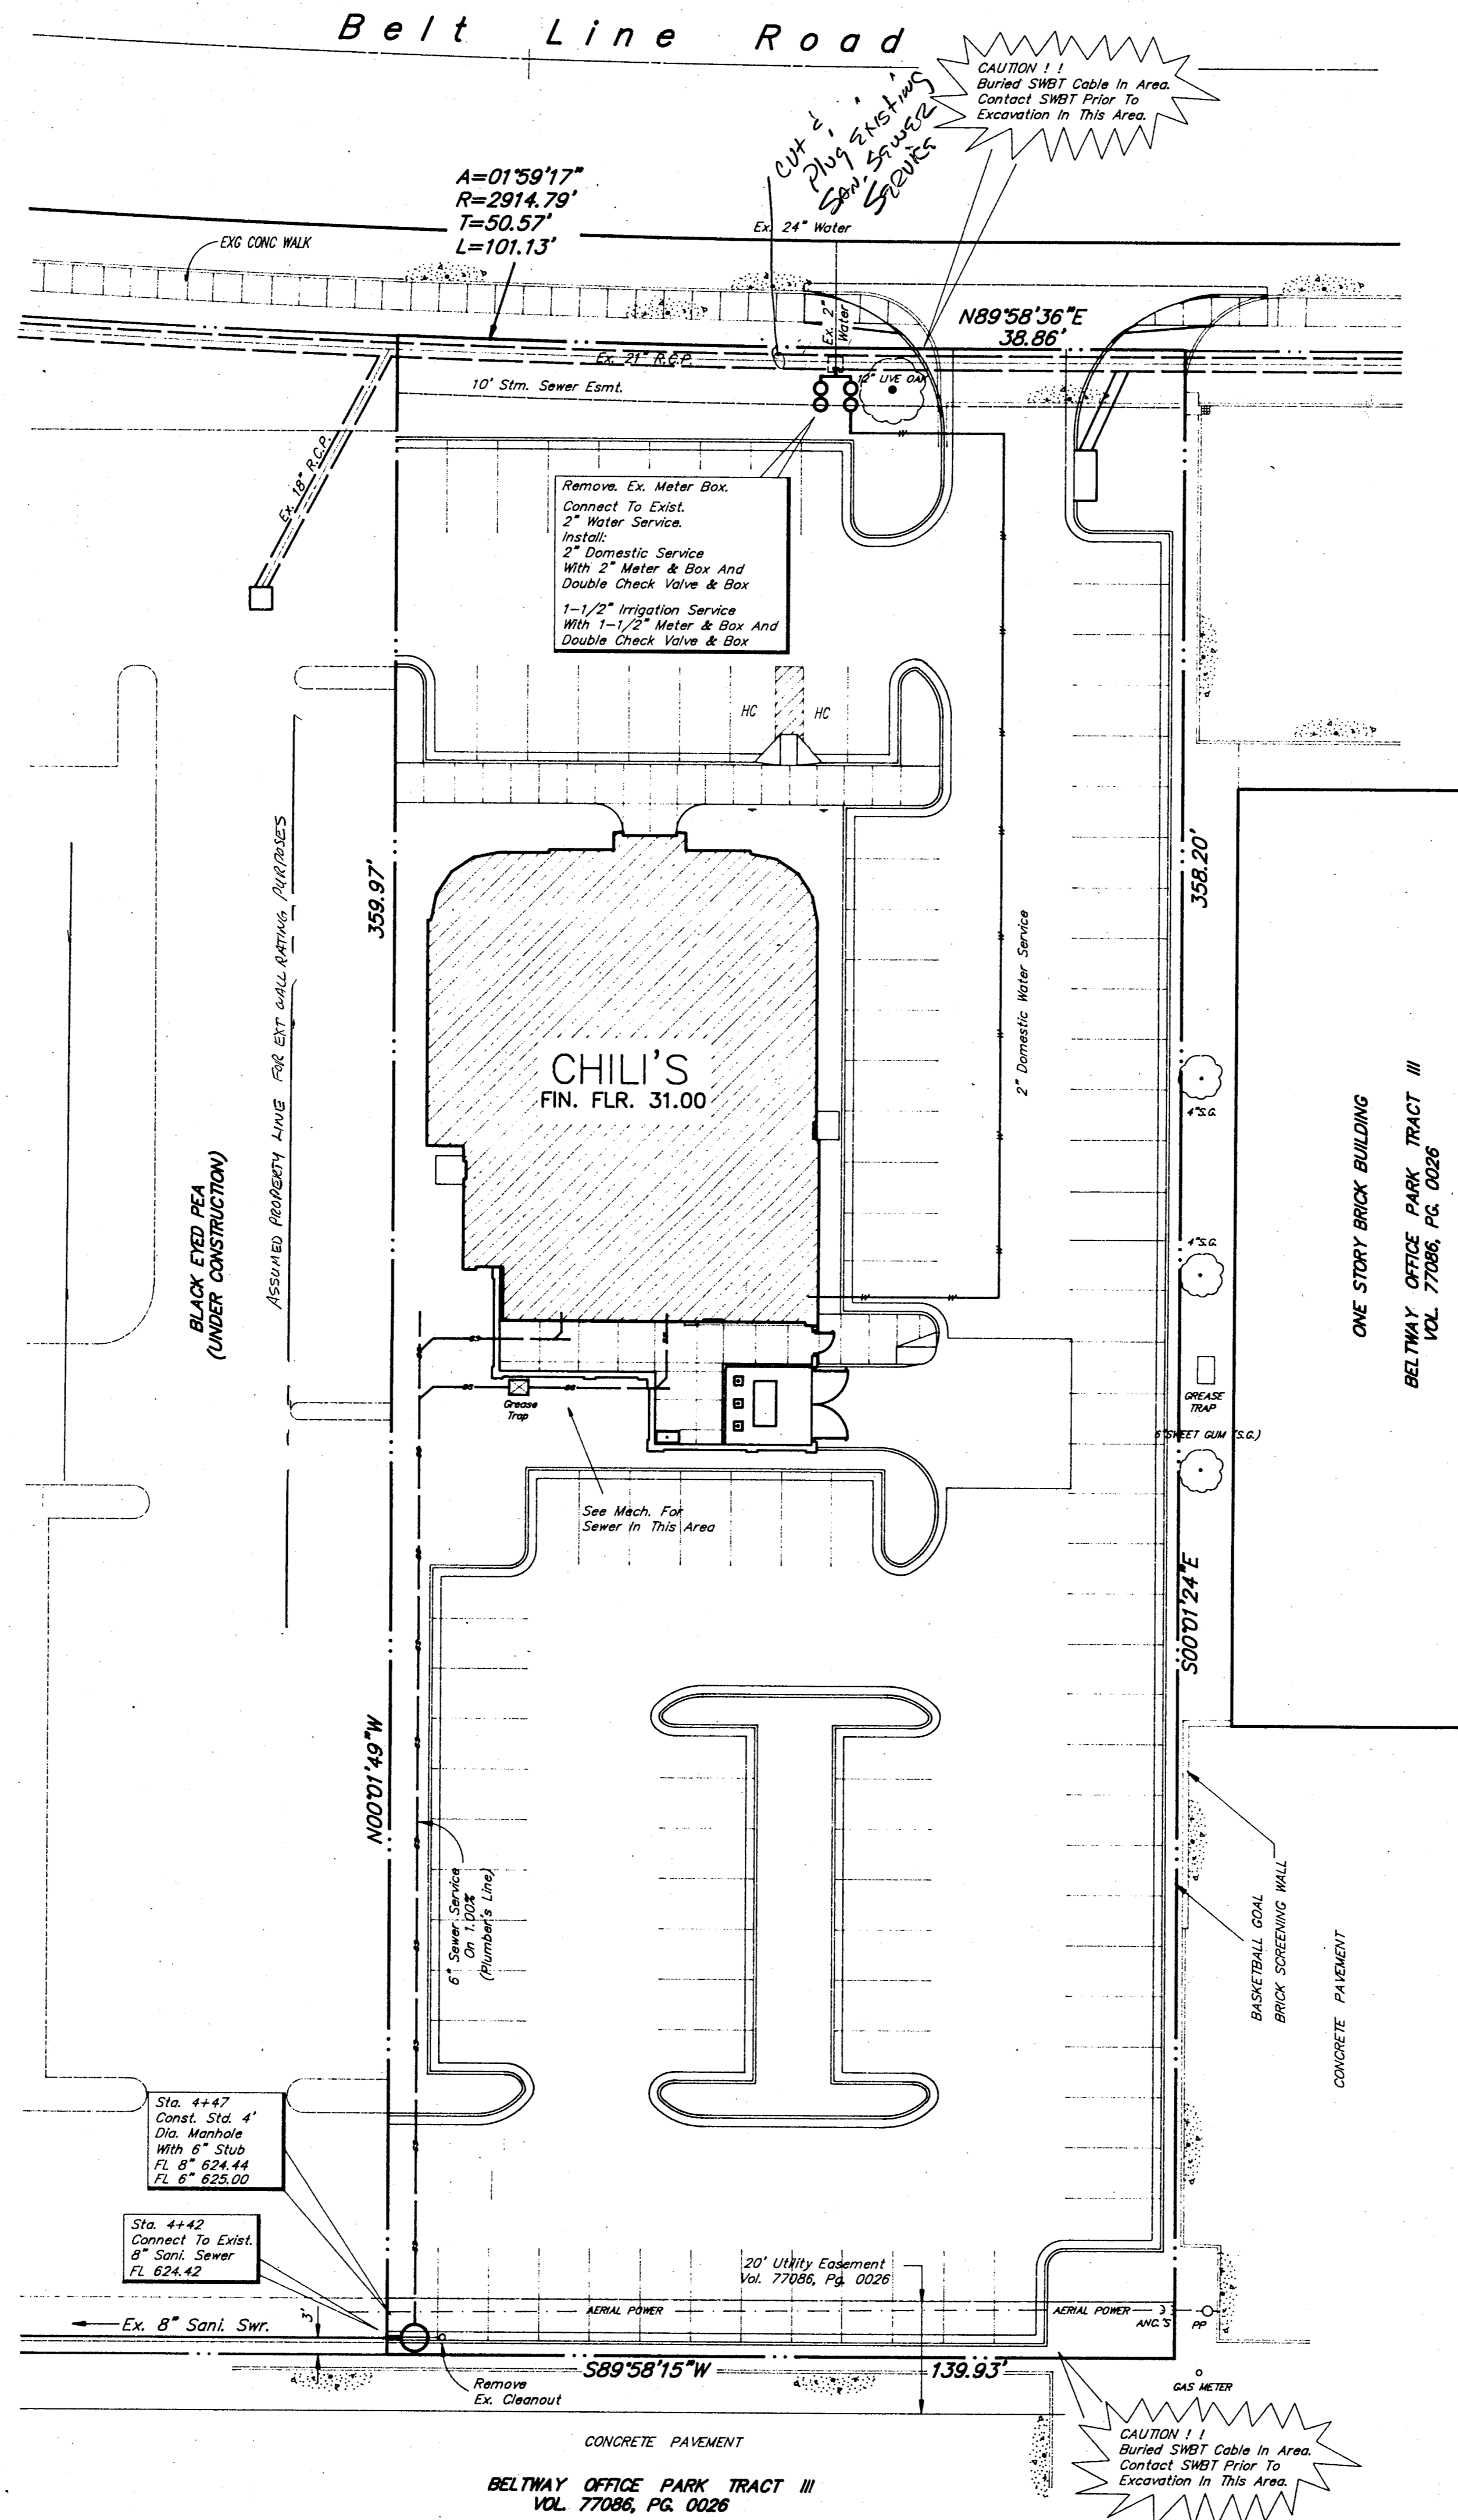 Belt Line Road
CAUTION ! !
Buried SWBT Cable In Area.
Contact SWBT Prior To
Excavation In This Area.
CUT &
Plug EXISTING
SAN. SEWER
SERVICE
A=01°59'17"
R=2914.79'
T=50.57'
L=101.13'
Ex. 24" Water
EXG CONC WALK
Ex. 2"
Water
N89°58'36"E
38.86'
Ex. 21" R.C.P.
10' Stm. Sewer Esmt.
12" LIVE OAK
Ex. 18" R.C.P.
Remove. Ex. Meter Box.
Connect To Exist.
2" Water Service.
Install:
2" Domestic Service
With 2" Meter & Box And
Double Check Valve & Box
1-1/2" Irrigation Service
With 1-1/2" Meter & Box And
Double Check Valve & Box
HC
HC
359.97'
358.20'
ASSUMED PROPERTY LINE FOR EXT WALL RATING PURPOSES
2" Domestic Water Service
CHILI'S
FIN. FLR. 31.00
4"S.G.
BLACK EYED PEA
(UNDER CONSTRUCTION)
ONE STORY BRICK BUILDING
BELTWAY OFFICE PARK TRACT III
VOL. 77086, PG. 0026
4"S.G.
Grease
Trap
GREASE
TRAP
6"SWEET GUM (S.G.)
See Mech. For
Sewer In This Area
S00°01'24"E
N00°01'49"W
6" Sewer Service
On 1.00%
(Plumber's Line)
BASKETBALL GOAL
BRICK SCREENING WALL
CONCRETE PAVEMENT
Sta. 4+47
Const. Std. 4'
Dia. Manhole
With 6" Stub
FL 8" 624.44
FL 6" 625.00
Sta. 4+42
Connect To Exist.
8" Sani. Sewer
FL 624.42
20' Utility Easement
Vol. 77086, Pg. 0026
3'
Ex. 8" Sani. Swr.
AERIAL POWER
AERIAL POWER
ANC.'S
PP
S89°58'15"W
139.93'
Remove
Ex. Cleanout
GAS METER
CONCRETE PAVEMENT
CAUTION ! !
Buried SWBT Cable In Area.
Contact SWBT Prior To
Excavation In This Area.
BELTWAY OFFICE PARK TRACT III
VOL. 77086, PG. 0026